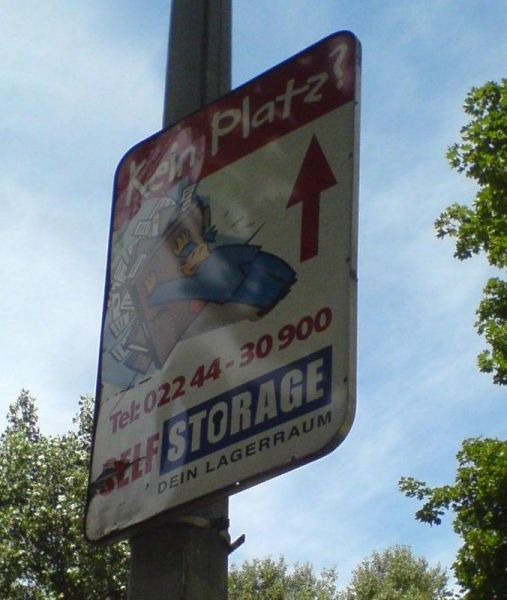 Kein Platz?
Tel: 022 44 - 30 900
SELF STORAGE
DEIN LAGERRAUM